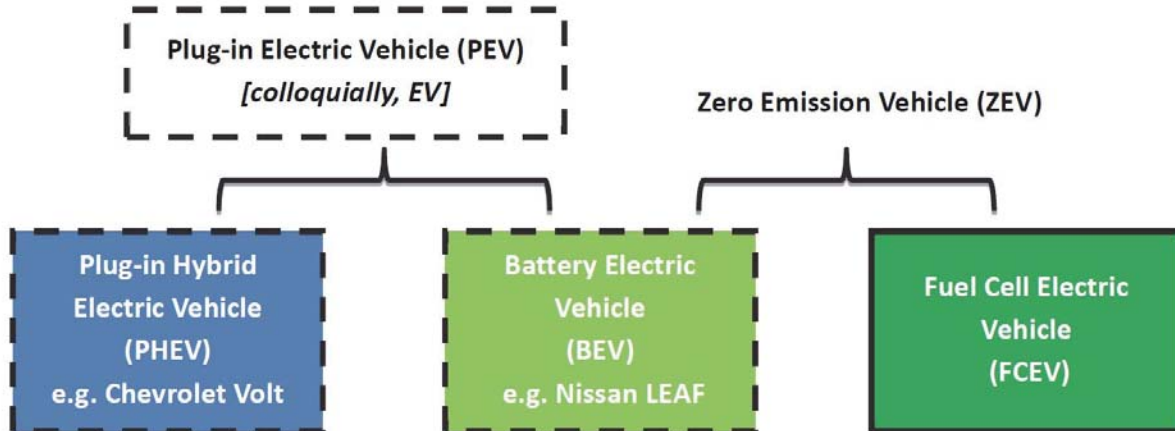 Plug-in Electric Vehicle (PEV)
[colloquially, EV]
Zero Emission Vehicle (ZEV)
Plug-in Hybrid
Electric Vehicle
(PHEV)
e.g. Chevrolet Volt
Battery Electric
Vehicle
(BEV)
e.g. Nissan LEAF
Fuel Cell Electric
Vehicle
(FCEV)